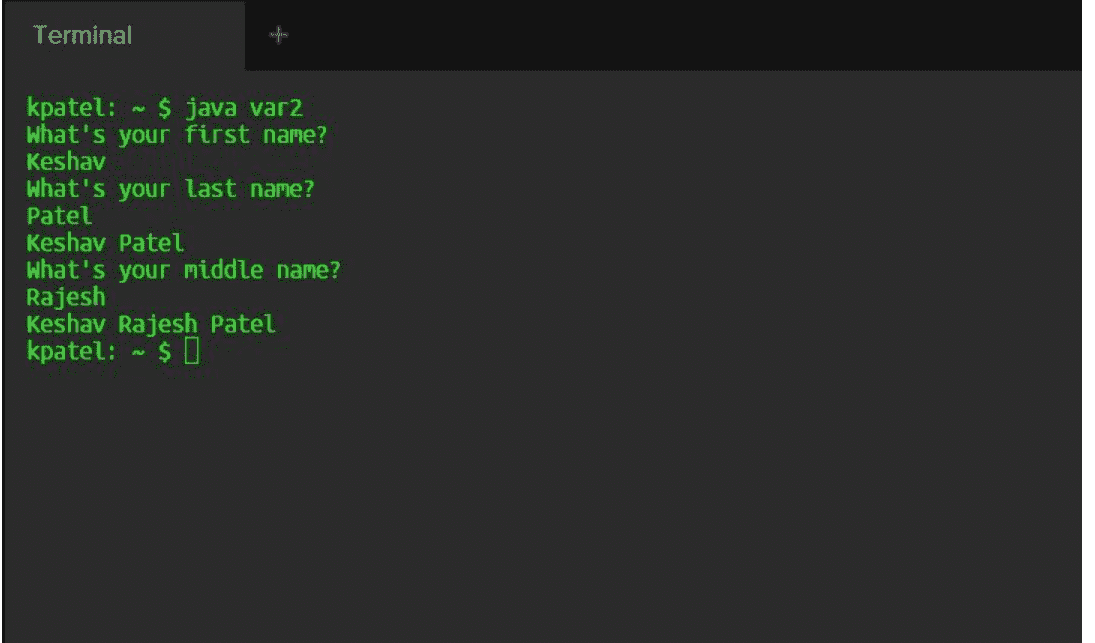 Terminal +
kpatel: ~ $ java var2
What's your first name?
Keshav
What's your last name?
Patel
Keshav Patel
What's your middle name?
Rajesh
Keshav Rajesh Patel
kpatel: ~ $